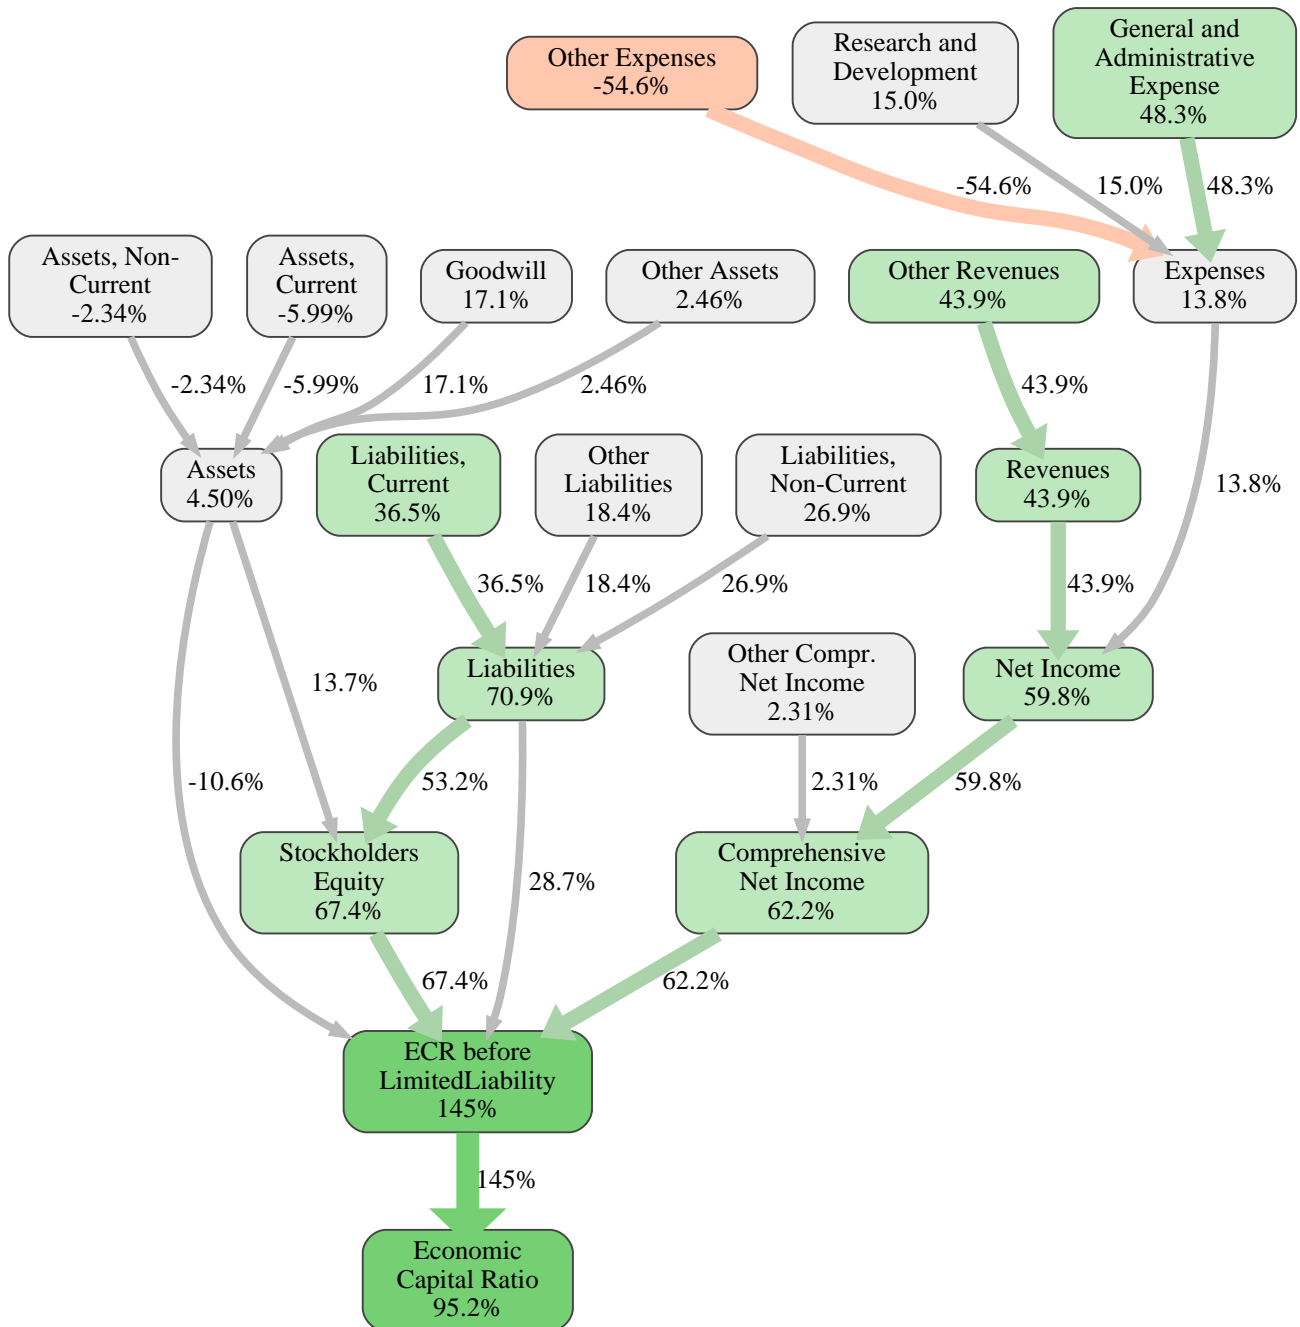 Other Expenses
-54.6%
Research and
Development
15.0%
General and
Administrative
Expense
48.3%
-54.6%
15.0%
48.3%
Assets, Non-
Current
-2.34%
Assets,
Current
-5.99%
Goodwill
17.1%
Other Assets
2.46%
Other Revenues
43.9%
Expenses
13.8%
-2.34%
-5.99%
17.1%
2.46%
43.9%
13.8%
Assets
4.50%
Liabilities,
Current
36.5%
Other
Liabilities
18.4%
Liabilities,
Non-Current
26.9%
Revenues
43.9%
36.5%
18.4%
26.9%
43.9%
13.7%
-10.6%
Liabilities
70.9%
Other Compr.
Net Income
2.31%
Net Income
59.8%
53.2%
28.7%
2.31%
59.8%
Stockholders
Equity
67.4%
Comprehensive
Net Income
62.2%
67.4%
62.2%
ECR before
LimitedLiability
145%
145%
Economic
Capital Ratio
95.2%